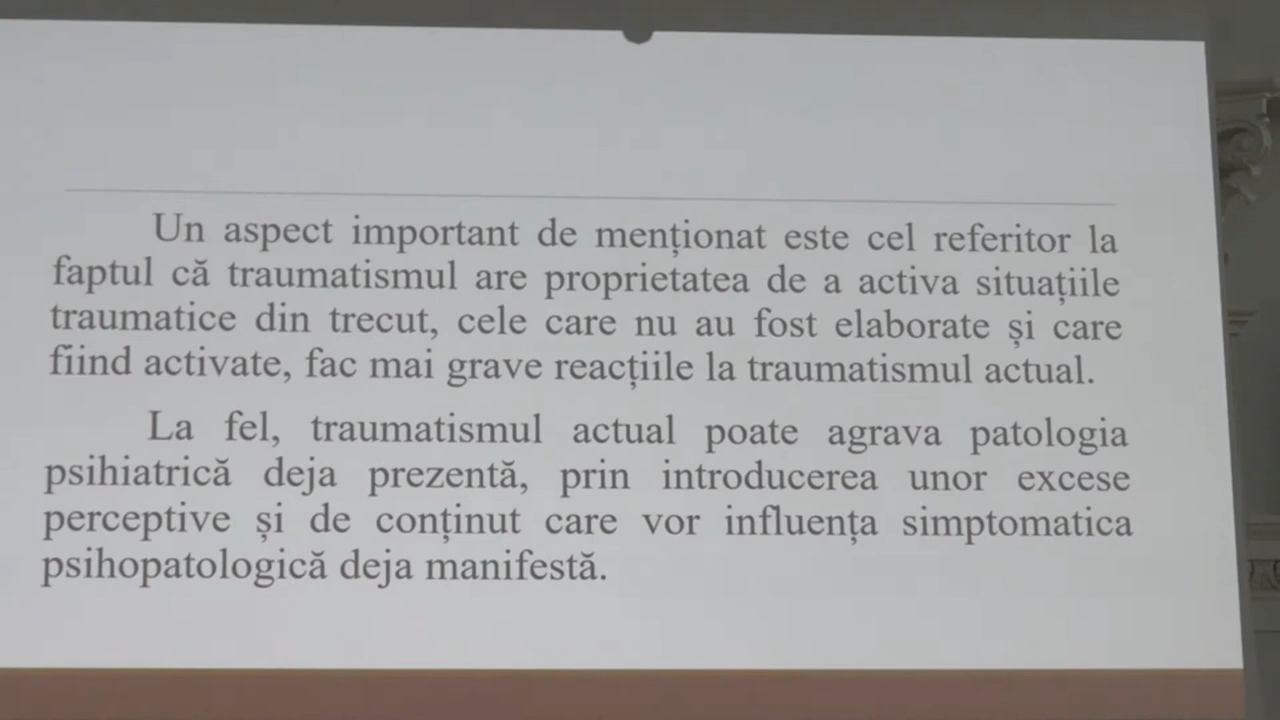 Un aspect important de menționat este cel referitor la
faptul că traumatismul are proprietatea de a activa situațiile
traumatice din trecut, cele care nu au fost elaborate și care
fiind activate, fac mai grave reacțiile la traumatismul actual.
La fel, traumatismul actual poate agrava patologia
psihiatrică deja prezentă, prin introducerea unor excese
perceptive și de conținut care vor influența simptomatica
psihopatologică deja manifestă.